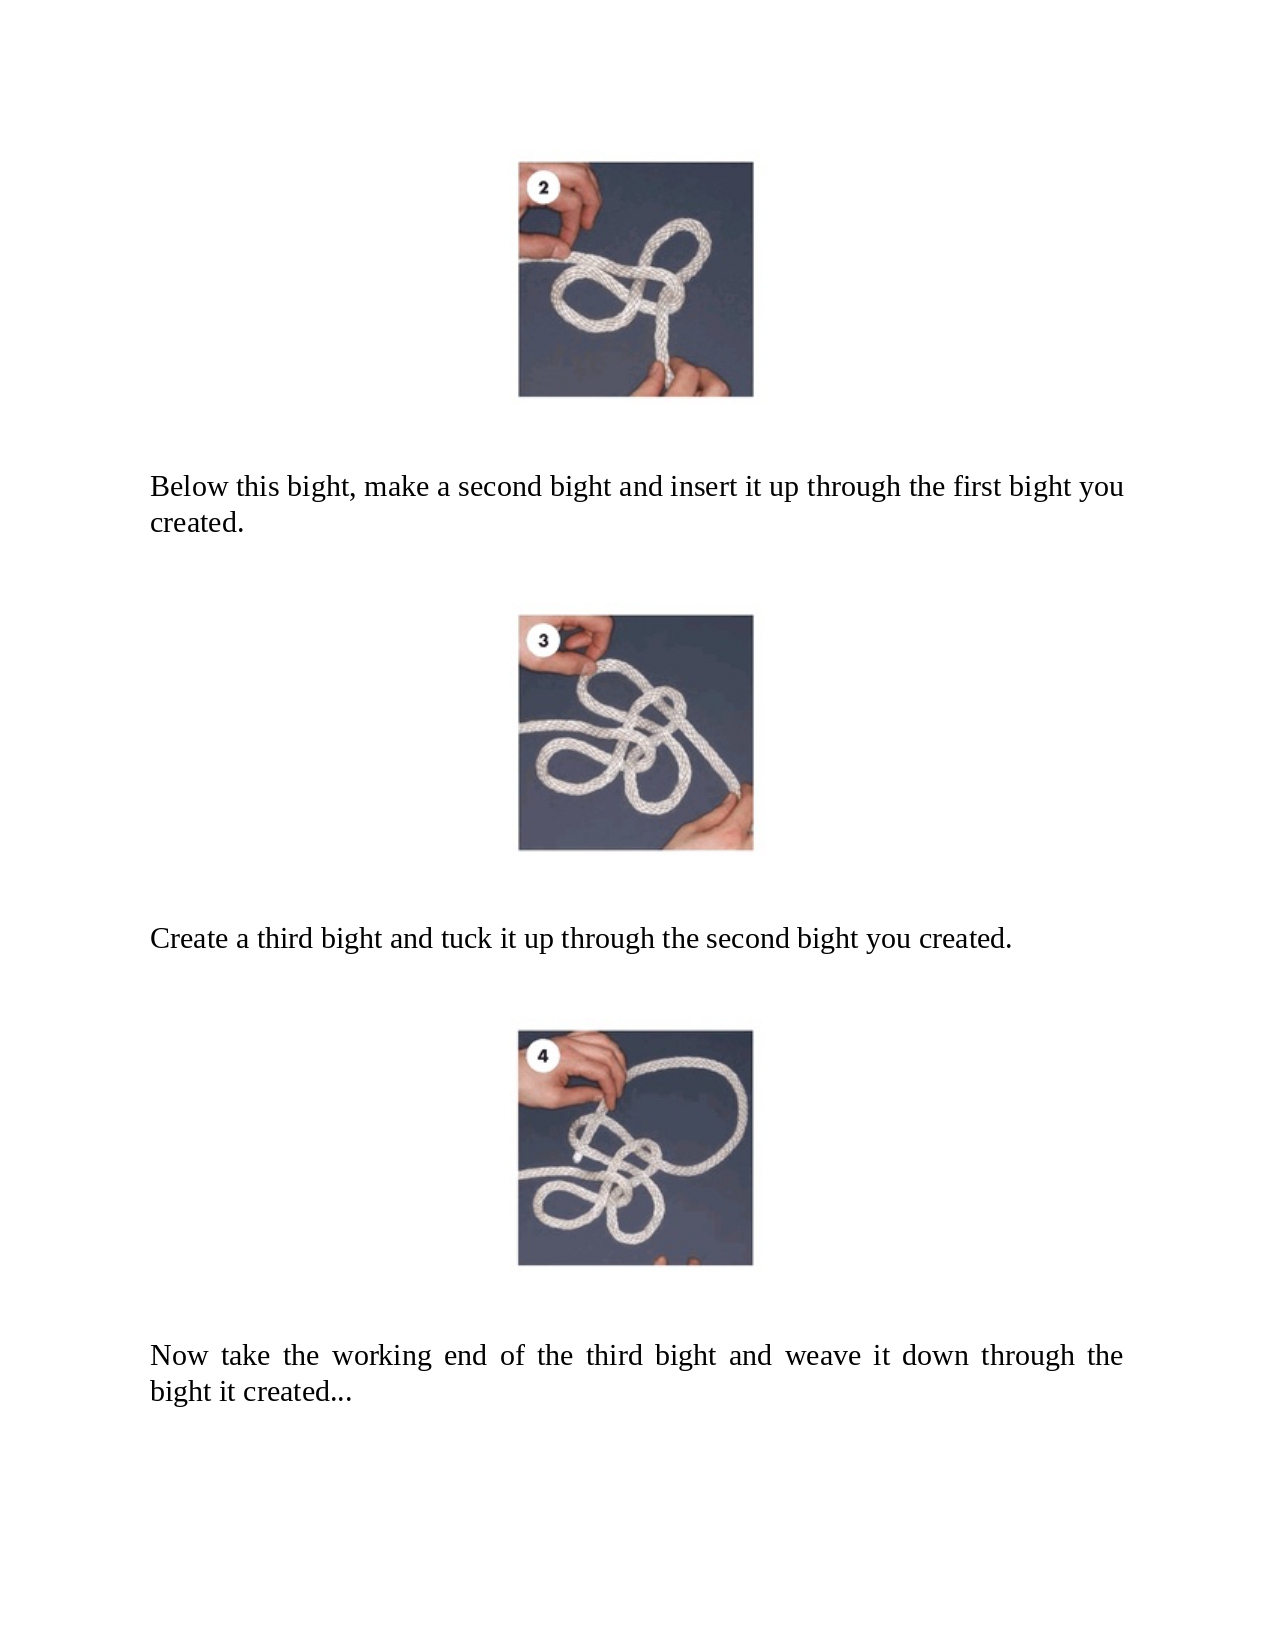 2
Below this bight, make a second bight and insert it up through the first bight you
created.
3
Create a third bight and tuck it up through the second bight you created.
4
Now take the working end of the third bight and weave it down through the
bight it created...